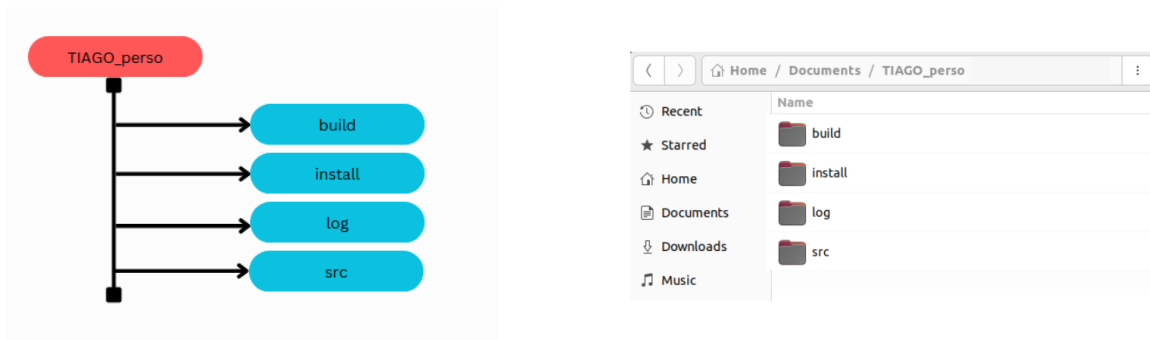 TIAGO_perso
build
install
log
src
Home / Documents / TIAGO_perso
Recent
Starred
Home
Documents
Downloads
Music
Name
build
install
log
src